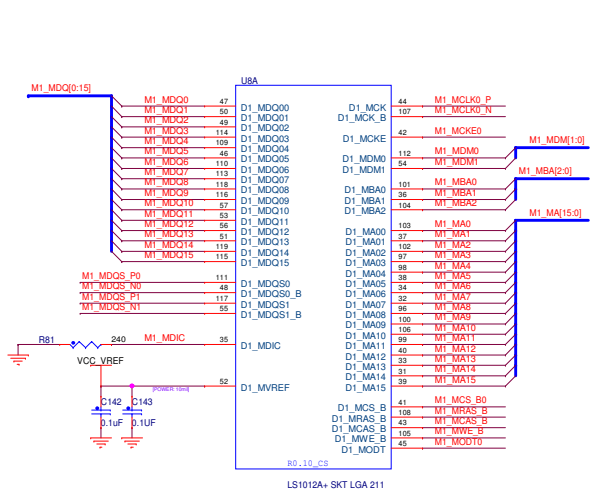 U8A
M1_MDQ[0:15]
M1_MDQ0 47 D1_MDQ00
M1_MDQ1 50 D1_MDQ01
M1_MDQ2 49 D1_MDQ02
M1_MDQ3 114 D1_MDQ03
M1_MDQ4 109 D1_MDQ04
M1_MDQ5 46 D1_MDQ05
M1_MDQ6 110 D1_MDQ06
M1_MDQ7 113 D1_MDQ07
M1_MDQ8 118 D1_MDQ08
M1_MDQ9 116 D1_MDQ09
M1_MDQ10 57 D1_MDQ10
M1_MDQ11 53 D1_MDQ11
M1_MDQ12 56 D1_MDQ12
M1_MDQ13 51 D1_MDQ13
M1_MDQ14 119 D1_MDQ14
M1_MDQ15 115 D1_MDQ15
M1_MDQS_P0 111 D1_MDQS0
M1_MDQS_N0 48 D1_MDQS0_B
M1_MDQS_P1 117 D1_MDQS1
M1_MDQS_N1 55 D1_MDQS1_B
R81 240 M1_MDIC 35 D1_MDIC
VCC_VREF
[POWER:10mil] 52 D1_MVREF
C142 C143
0.1uF 0.1UF
D1_MCK 44 M1_MCLK0_P
D1_MCK_B 107 M1_MCLK0_N
D1_MCKE 42 M1_MCKE0
M1_MDM[1:0]
D1_MDM0 112 M1_MDM0
D1_MDM1 54 M1_MDM1
M1_MBA[2:0]
D1_MBA0 101 M1_MBA0
D1_MBA1 36 M1_MBA1
D1_MBA2 104 M1_MBA2
M1_MA[15:0]
D1_MA00 103 M1_MA0
D1_MA01 37 M1_MA1
D1_MA02 102 M1_MA2
D1_MA03 97 M1_MA3
D1_MA04 98 M1_MA4
D1_MA05 38 M1_MA5
D1_MA06 34 M1_MA6
D1_MA07 32 M1_MA7
D1_MA08 96 M1_MA8
D1_MA09 100 M1_MA9
D1_MA10 106 M1_MA10
D1_MA11 99 M1_MA11
D1_MA12 40 M1_MA12
D1_MA13 33 M1_MA13
D1_MA14 31 M1_MA14
D1_MA15 39 M1_MA15
D1_MCS_B 41 M1_MCS_B0
D1_MRAS_B 108 M1_MRAS_B
D1_MCAS_B 43 M1_MCAS_B
D1_MWE_B 105 M1_MWE_B
D1_MODT 45 M1_MODT0
R0.10_CS
LS1012A+ SKT LGA 211